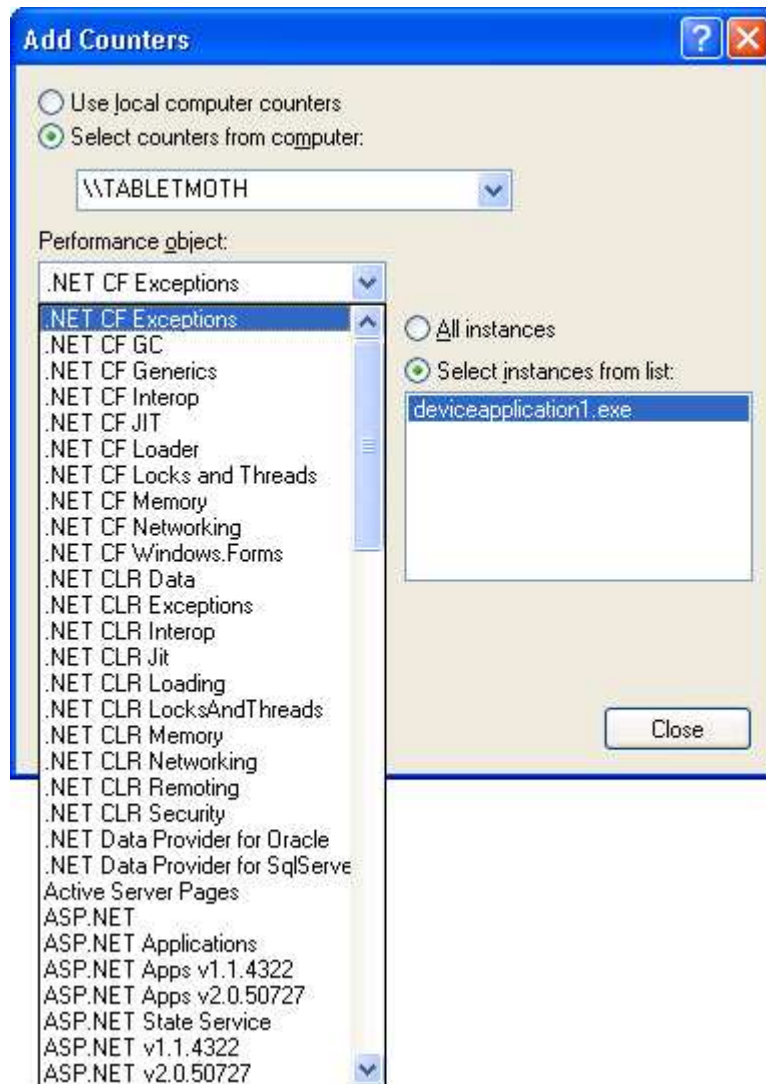 Add Counters
Use local computer counters
Select counters from computer:
\\TABLETMOTH
Performance object:
.NET CF Exceptions
.NET CF Exceptions
.NET CF GC
.NET CF Generics
.NET CF Interop
.NET CF JIT
.NET CF Loader
.NET CF Locks and Threads
.NET CF Memory
.NET CF Networking
.NET CF Windows.Forms
.NET CLR Data
.NET CLR Exceptions
.NET CLR Interop
.NET CLR Jit
.NET CLR Loading
.NET CLR LocksAndThreads
.NET CLR Memory
.NET CLR Networking
.NET CLR Remoting
.NET CLR Security
.NET Data Provider for Oracle
.NET Data Provider for SqlServe
Active Server Pages
ASP.NET
ASP.NET Applications
ASP.NET Apps v1.1.4322
ASP.NET Apps v2.0.50727
ASP.NET State Service
ASP.NET v1.1.4322
ASP.NET v2.0.50727
All instances
Select instances from list:
deviceapplication1.exe
Close